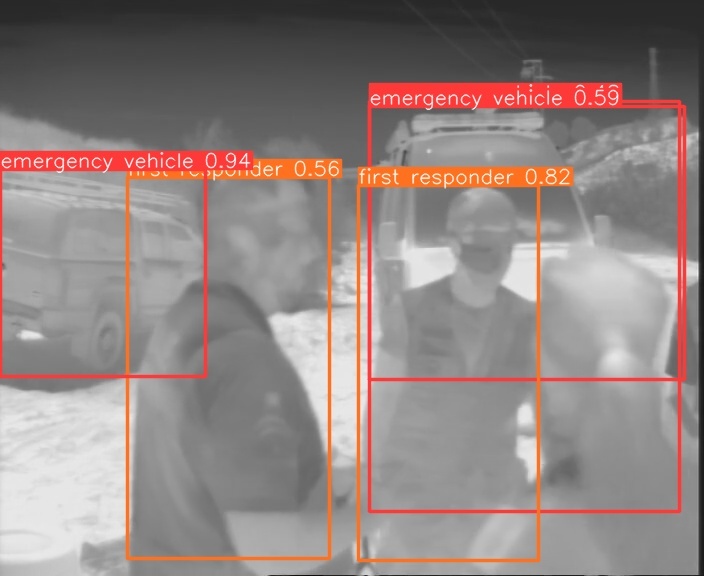 emergency vehicle 0.59
emergency vehicle 0.94
first responder 0.56
first responder 0.82